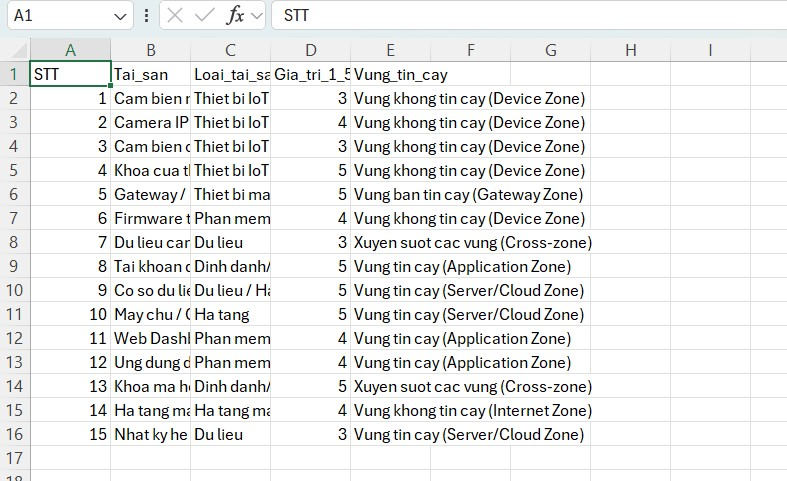 A1 fx STT
A B C D E F G H I
1 STT Tai_san Loai_tai_sa Gia_tri_1_5 Vung_tin_cay
2 1 Cam bien Thiet bi IoT 3 Vung khong tin cay (Device Zone)
3 2 Camera IP Thiet bi IoT 4 Vung khong tin cay (Device Zone)
4 3 Cam bien Thiet bi IoT 3 Vung khong tin cay (Device Zone)
5 4 Khoa cua Thiet bi IoT 5 Vung khong tin cay (Device Zone)
6 5 Gateway / Thiet bi ma 5 Vung ban tin cay (Gateway Zone)
7 6 Firmware Phan mem 4 Vung khong tin cay (Device Zone)
8 7 Du lieu Du lieu 3 Xuyen suot cac vung (Cross-zone)
9 8 Tai khoan Dinh danh/ 5 Vung tin cay (Application Zone)
10 9 Co so du lie Du lieu / Ha 5 Vung tin cay (Server/Cloud Zone)
11 10 May chu / Ha tang 5 Vung tin cay (Server/Cloud Zone)
12 11 Web Phan mem 4 Vung tin cay (Application Zone)
13 12 Ung dung Phan mem 4 Vung tin cay (Application Zone)
14 13 Khoa ma Dinh danh/ 5 Xuyen suot cac vung (Cross-zone)
15 14 Ha tang ma Ha tang ma 4 Vung khong tin cay (Internet Zone)
16 15 Nhat ky he Du lieu 3 Vung tin cay (Server/Cloud Zone)
17